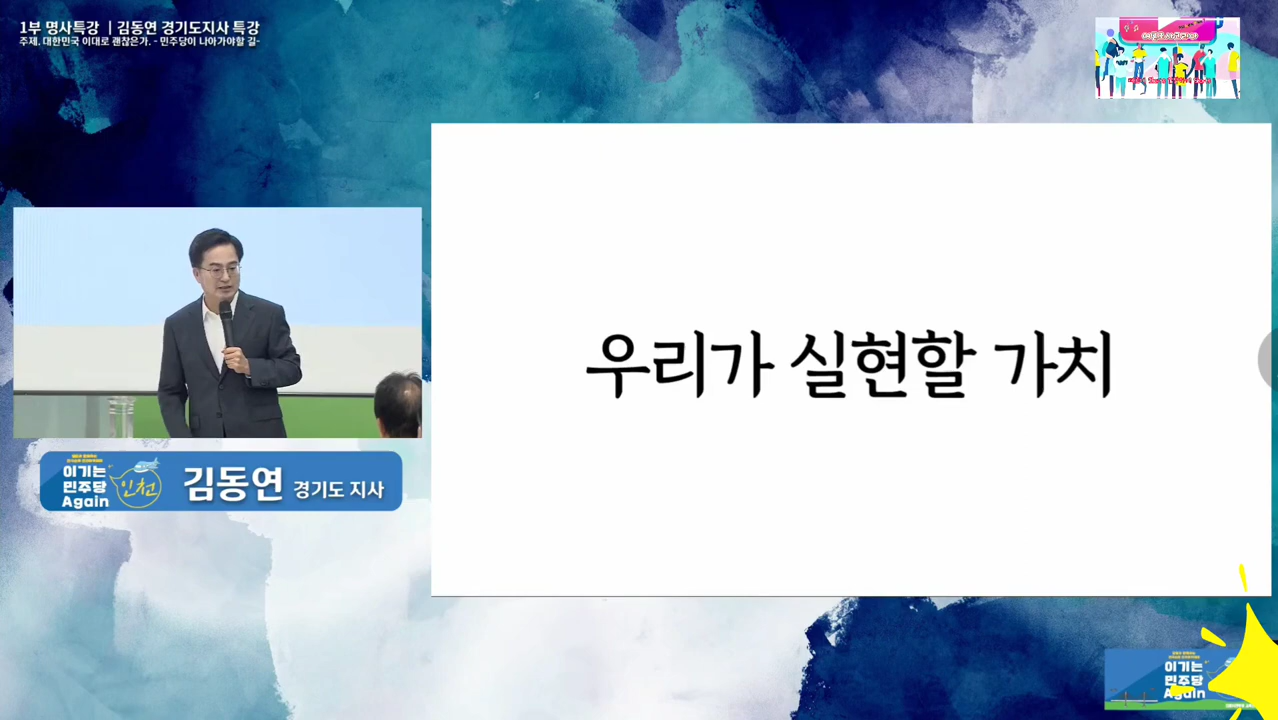 1부 명사특강 | 김동연 경기도지사 특강
주제. 대한민국 이대로 괜찮은가. - 민주당이 나아가야할 길-
우리가 실현할 가치
이기는
민주당
Again
인천
김동연 경기도 지사
이기는
민주당
Again